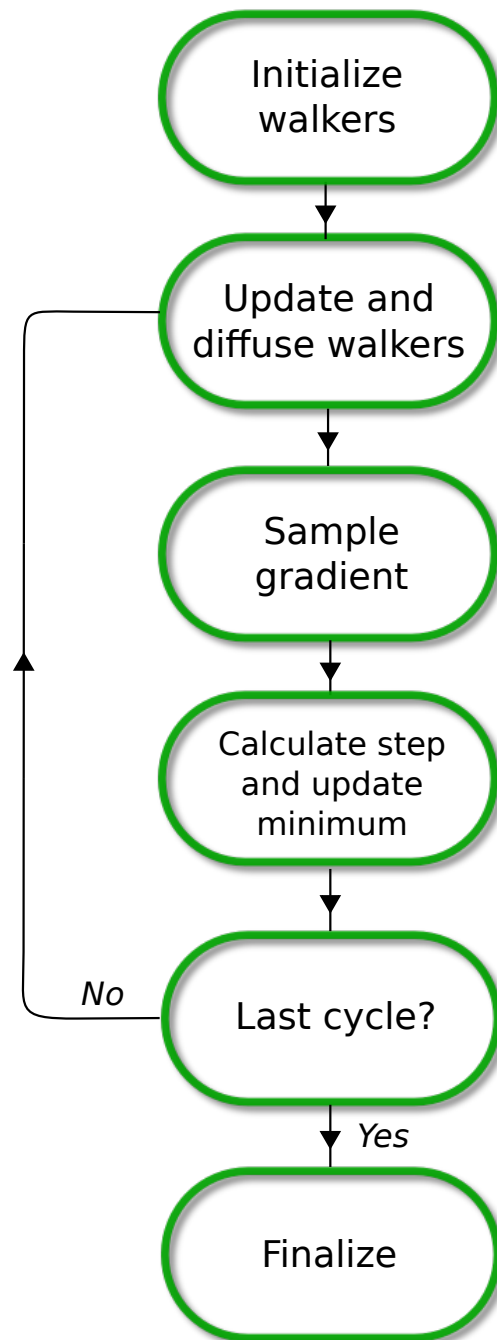 Initialize
walkers
Update and
diffuse walkers
Sample
gradient
Calculate step
and update
minimum
No
Last cycle?
Yes
Finalize